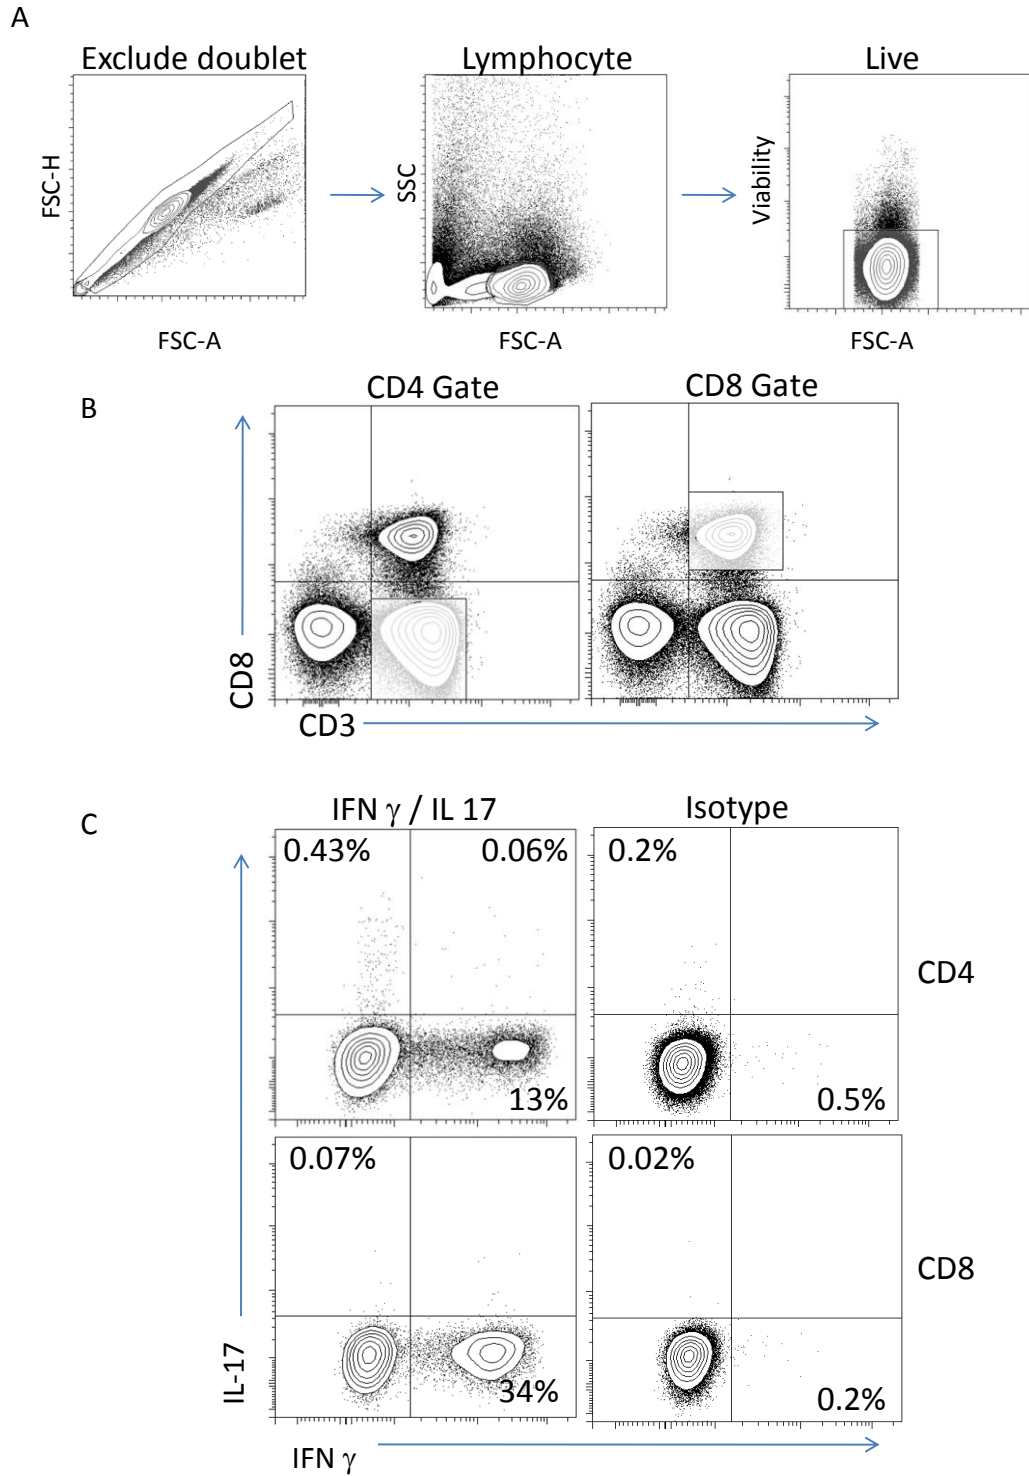 A
Exclude doublet
Lymphocyte
Live
FSC-H
SSC
Viability
FSC-A
FSC-A
FSC-A
B
CD4 Gate
CD8 Gate
CD8
CD3
C
IFN γ / IL 17
Isotype
0.43%
0.06%
0.2%
CD4
13%
0.5%
0.07%
0.02%
CD8
34%
0.2%
IL-17
IFN γ